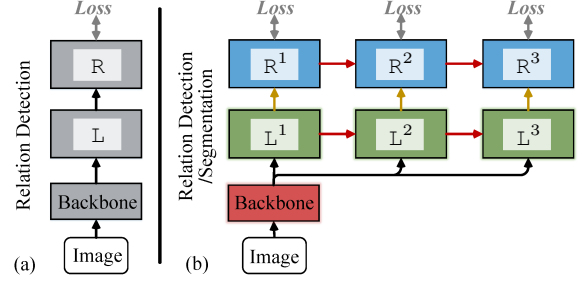 Loss
R
L
Backbone
Image
Relation Detection
(a)
Loss Loss Loss
R¹ R² R³
L¹ L² L³
Backbone
Image
Relation Detection
/Segmentation
(b)